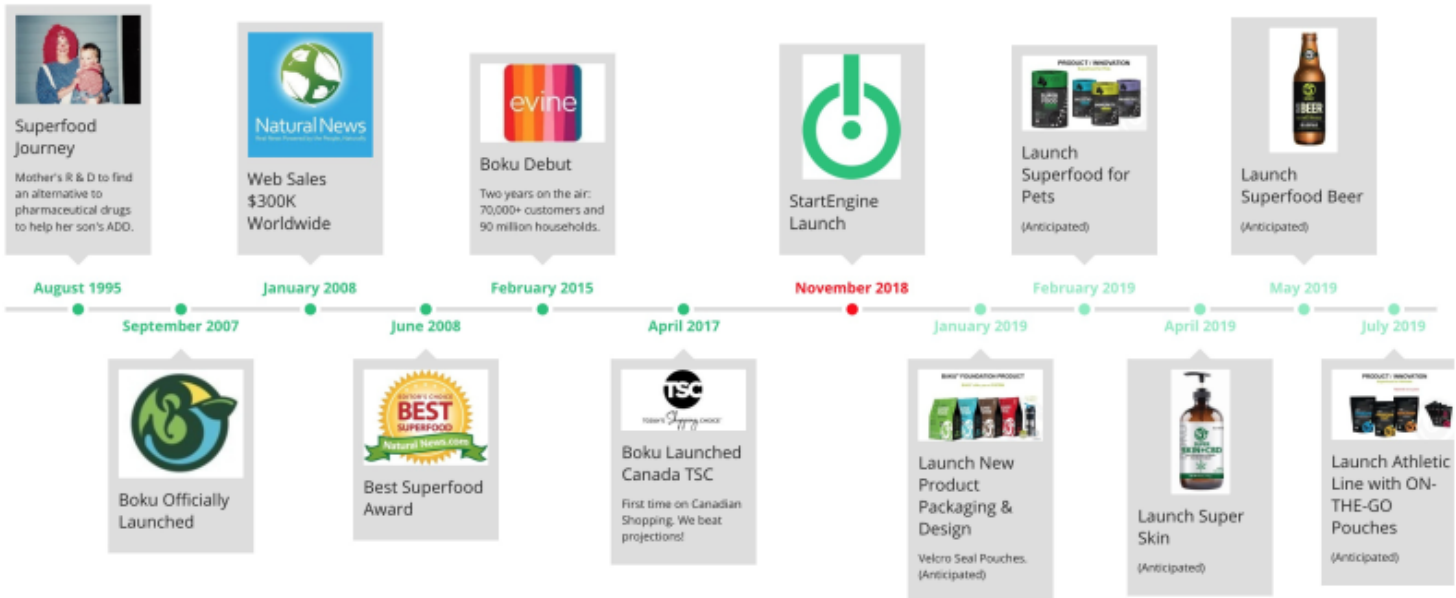 Superfood
Journey
Mother's R & D to find
an alternative to
pharmaceutical drugs
to help her son's ADD.
NaturalNews
Web Sales
$300K
Worldwide
evine
Boku Debut
Two years on the air:
70,000+ customers and
90 million households.
StartEngine
Launch
PRODUCT / INNOVATION
Launch
Superfood for
Pets
(Anticipated)
BEER
Launch
Superfood Beer
(Anticipated)
August 1995
January 2008
February 2015
November 2018
February 2019
May 2019
September 2007
June 2008
April 2017
January 2019
April 2019
July 2019
Boku Officially
Launched
EDITOR'S CHOICE
BEST
SUPERFOOD
Natural News.com
Best Superfood
Award
TSC
TODAY'S Shopping CHOICE
Boku Launched
Canada TSC
First time on Canadian
Shopping. We beat
projections!
BOKU® FOUNDATION PRODUCT
Launch New
Product
Packaging &
Design
Velcro Seal Pouches.
(Anticipated)
SKIN+CBD
Launch Super
Skin
(Anticipated)
PRODUCT / INNOVATION
Launch Athletic
Line with ON-
THE-GO
Pouches
(Anticipated)